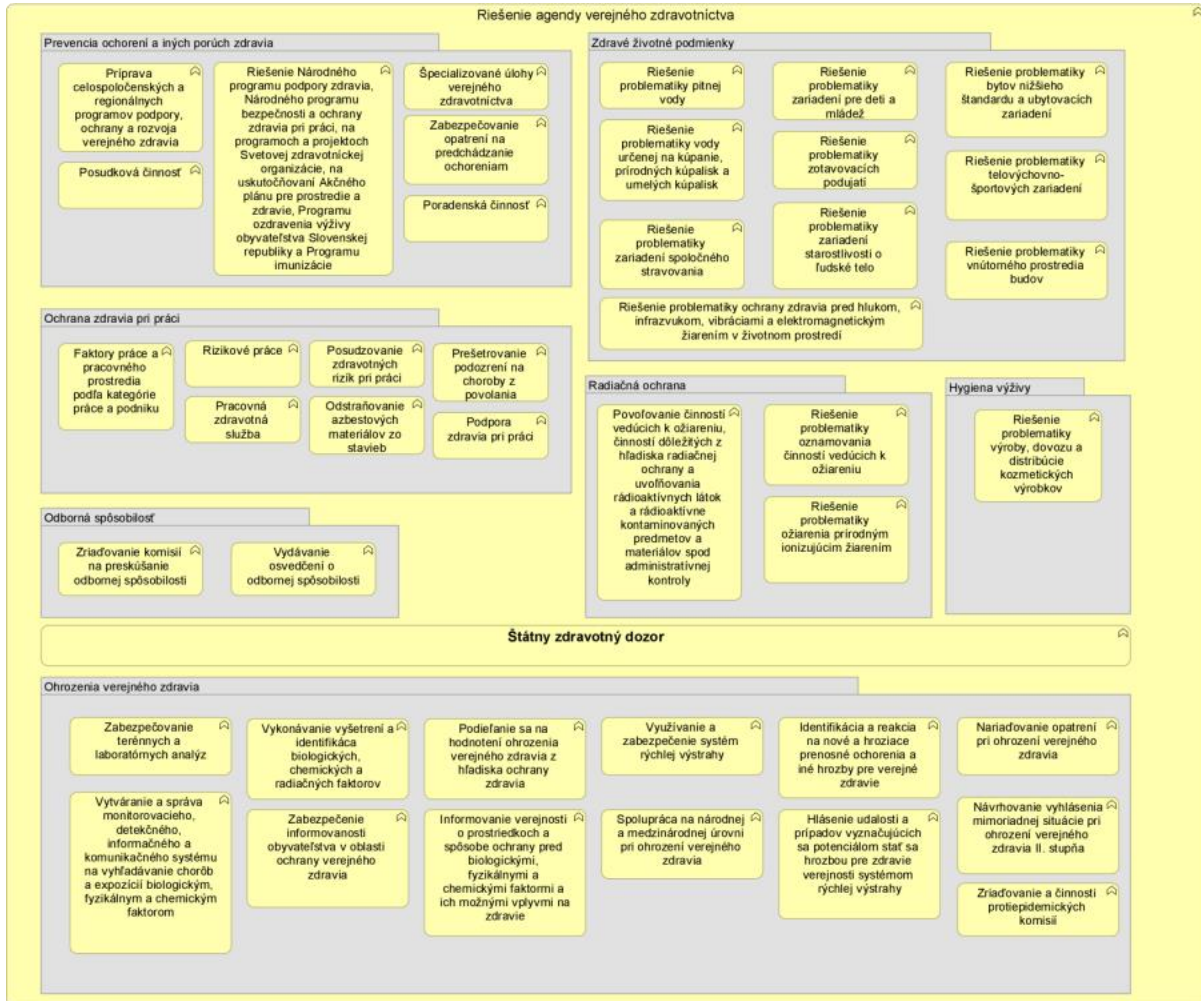 Riešenie agendy verejného zdravotníctva
Prevencia ochorení a iných porúch zdravia
Príprava
celospoločenských a
regionálnych
programov podpory,
ochrany a rozvoja
verejného zdravia
Posudková činnosť
Riešenie Národného
programu podpory zdravia,
Národného programu
bezpečnosti a ochrany
zdravia pri práci, na
programoch a projektoch
Svetovej zdravotníckej
organizácie, na
uskutočňovaní Akčného
plánu pre prostredie a
zdravie, Programu
ozdravenia výživy
obyvateľstva Slovenskej
republiky a Programu
imunizácie
Špecializované úlohy
verejného
zdravotníctva
Zabezpečovanie
opatrení na
predchádzanie
ochoreniam
Poradenská činnosť
Zdravé životné podmienky
Riešenie
problematiky pitnej
vody
Riešenie
problematiky vody
určenej na kúpanie,
prírodných kúpalísk a
umelých kúpalísk
Riešenie
problematiky
zariadení spoločného
stravovania
Riešenie
problematiky
zariadení pre deti a
mládež
Riešenie
problematiky
zotavovacích
podujatí
Riešenie
problematiky
zariadení
starostlivosti o
ľudské telo
Riešenie problematiky
bytov nižšieho
štandardu a ubytovacích
zariadení
Riešenie problematiky
telovýchovno-
športových zariadení
Riešenie problematiky
vnútorného prostredia
budov
Riešenie problematiky ochrany zdravia pred hlukom,
infrazvukom, vibráciami a elektromagnetickým
žiarením v životnom prostredí
Ochrana zdravia pri práci
Faktory práce a
pracovného
prostredia
podľa kategórie
práce a podniku
Rizikové práce
Pracovná
zdravotná
služba
Posudzovanie
zdravotných
rizík pri práci
Odstraňovanie
azbestových
materiálov zo
stavieb
Prešetrovanie
podozrení na
choroby z
povolania
Podpora
zdravia pri práci
Radiačná ochrana
Povoľovanie činností
vedúcich k ožiareniu,
činností dôležitých z
hľadiska radiačnej
ochrany a
uvoľňovania
rádioaktívnych látok
a rádioaktívne
kontaminovaných
predmetov a
materiálov spod
administratívnej
kontroly
Riešenie
problematiky
oznamovania
činností vedúcich k
ožiareniu
Riešenie
problematiky
ožiarenia prírodným
ionizujúcim žiarením
Hygiena výživy
Riešenie
problematiky
výroby, dovozu a
distribúcie
kozmetických
výrobkov
Odborná spôsobilosť
Zriaďovanie komisií
na preskúšanie
odbornej spôsobilosti
Vydávanie
osvedčení o
odbornej spôsobilosti
Štátny zdravotný dozor
Ohrozenia verejného zdravia
Zabezpečovanie
terénnych a
laboratórnych analýz
Vykonávanie vyšetrení a
identifikáca
biologických,
chemických a
radiačných faktorov
Podieľanie sa na
hodnotení ohrozenia
verejného zdravia z
hľadiska ochrany
zdravia
Využívanie a
zabezpečenie systém
rýchlej výstrahy
Identifikácia a reakcia
na nové a hroziace
prenosné ochorenia a
iné hrozby pre verejné
zdravie
Nariaďovanie opatrení
pri ohrození verejného
zdravia
Vytváranie a správa
monitorovacieho,
detekčného,
informačného a
komunikačného systému
na vyhľadávanie chorôb
a expozícií biologickým,
fyzikálnym a chemickým
faktorom
Zabezpečenie
informovanosti
obyvateľstva v oblasti
ochrany verejného
zdravia
Informovanie verejnosti
o prostriedkoch a
spôsobe ochrany pred
biologickými,
fyzikálnymi a
chemickými faktormi a
ich možnými vplyvmi na
zdravie
Spolupráca na národnej
a medzinárodnej úrovni
pri ohrození verejného
zdravia
Hlásenie udalosti a
prípadov vyznačujúcich
sa potenciálom stať sa
hrozbou pre zdravie
verejnosti systémom
rýchlej výstrahy
Návrhovanie vyhlásenia
mimoriadnej situácie pri
ohrození verejného
zdravia II. stupňa
Zriaďovanie a činnosti
protiepidemických
komisií